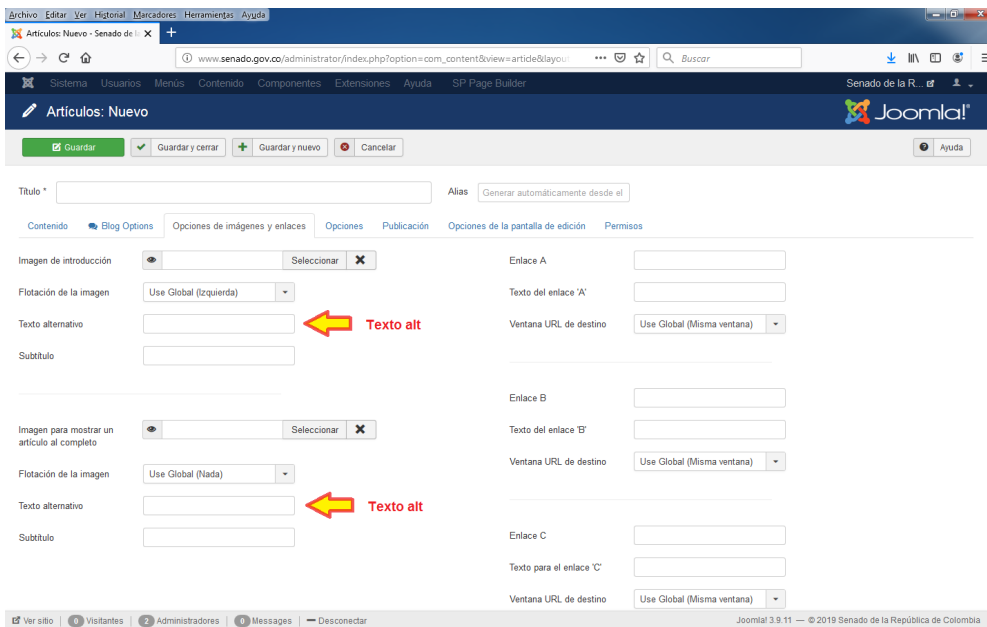 Archivo Editar Ver Historial Marcadores Herramientas Ayuda
Artículos: Nuevo - Senado de l
www.senado.gov.co/administrator/index.php?option=com_content&view=article&layou
Buscar
Sistema Usuarios Menús Contenido Componentes Extensiones Ayuda SP Page Builder
Senado de la R...
Artículos: Nuevo
Joomla!
Guardar
Guardar y cerrar
Guardar y nuevo
Cancelar
Ayuda
Título *
Alias
Generar automáticamente desde el
Contenido Blog Options Opciones de imágenes y enlaces Opciones Publicación Opciones de la pantalla de edición Permisos
Imagen de introducción
Seleccionar
Flotación de la imagen
Use Global (Izquierda)
Texto alternativo
Texto alt
Subtítulo
Imagen para mostrar un
artículo al completo
Seleccionar
Flotación de la imagen
Use Global (Nada)
Texto alternativo
Texto alt
Subtítulo
Enlace A
Texto del enlace 'A'
Ventana URL de destino
Use Global (Misma ventana)
Enlace B
Texto del enlace 'B'
Ventana URL de destino
Use Global (Misma ventana)
Enlace C
Texto para el enlace 'C'
Ventana URL de destino
Use Global (Misma ventana)
Ver sitio 0 Visitantes 2 Administradores 0 Messages Desconectar
Joomla! 3.9.11 — © 2019 Senado de la República de Colombia